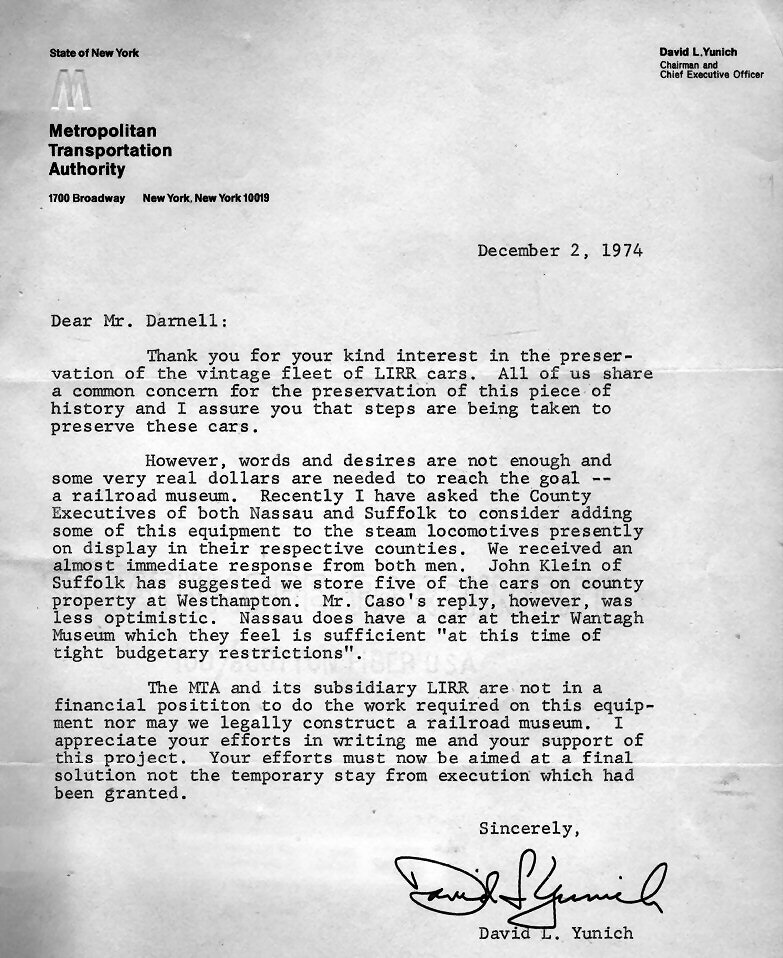 State of New York
David L. Yunich
Chairman and
Chief Executive Officer
M
Metropolitan
Transportation
Authority
1700 Broadway New York, New York 10019
December 2, 1974
Dear Mr. Darnell:
Thank you for your kind interest in the preser-
vation of the vintage fleet of LIRR cars. All of us share
a common concern for the preservation of this piece of
history and I assure you that steps are being taken to
preserve these cars.
However, words and desires are not enough and
some very real dollars are needed to reach the goal --
a railroad museum. Recently I have asked the County
Executives of both Nassau and Suffolk to consider adding
some of this equipment to the steam locomotives presently
on display in their respective counties. We received an
almost immediate response from both men. John Klein of
Suffolk has suggested we store five of the cars on county
property at Westhampton. Mr. Caso's reply, however, was
less optimistic. Nassau does have a car at their Wantagh
Museum which they feel is sufficient "at this time of
tight budgetary restrictions".
The MTA and its subsidiary LIRR are not in a
financial posititon to do the work required on this equip-
ment nor may we legally construct a railroad museum. I
appreciate your efforts in writing me and your support of
this project. Your efforts must now be aimed at a final
solution not the temporary stay from execution which had
been granted.
Sincerely,
David L Yunich
David L. Yunich